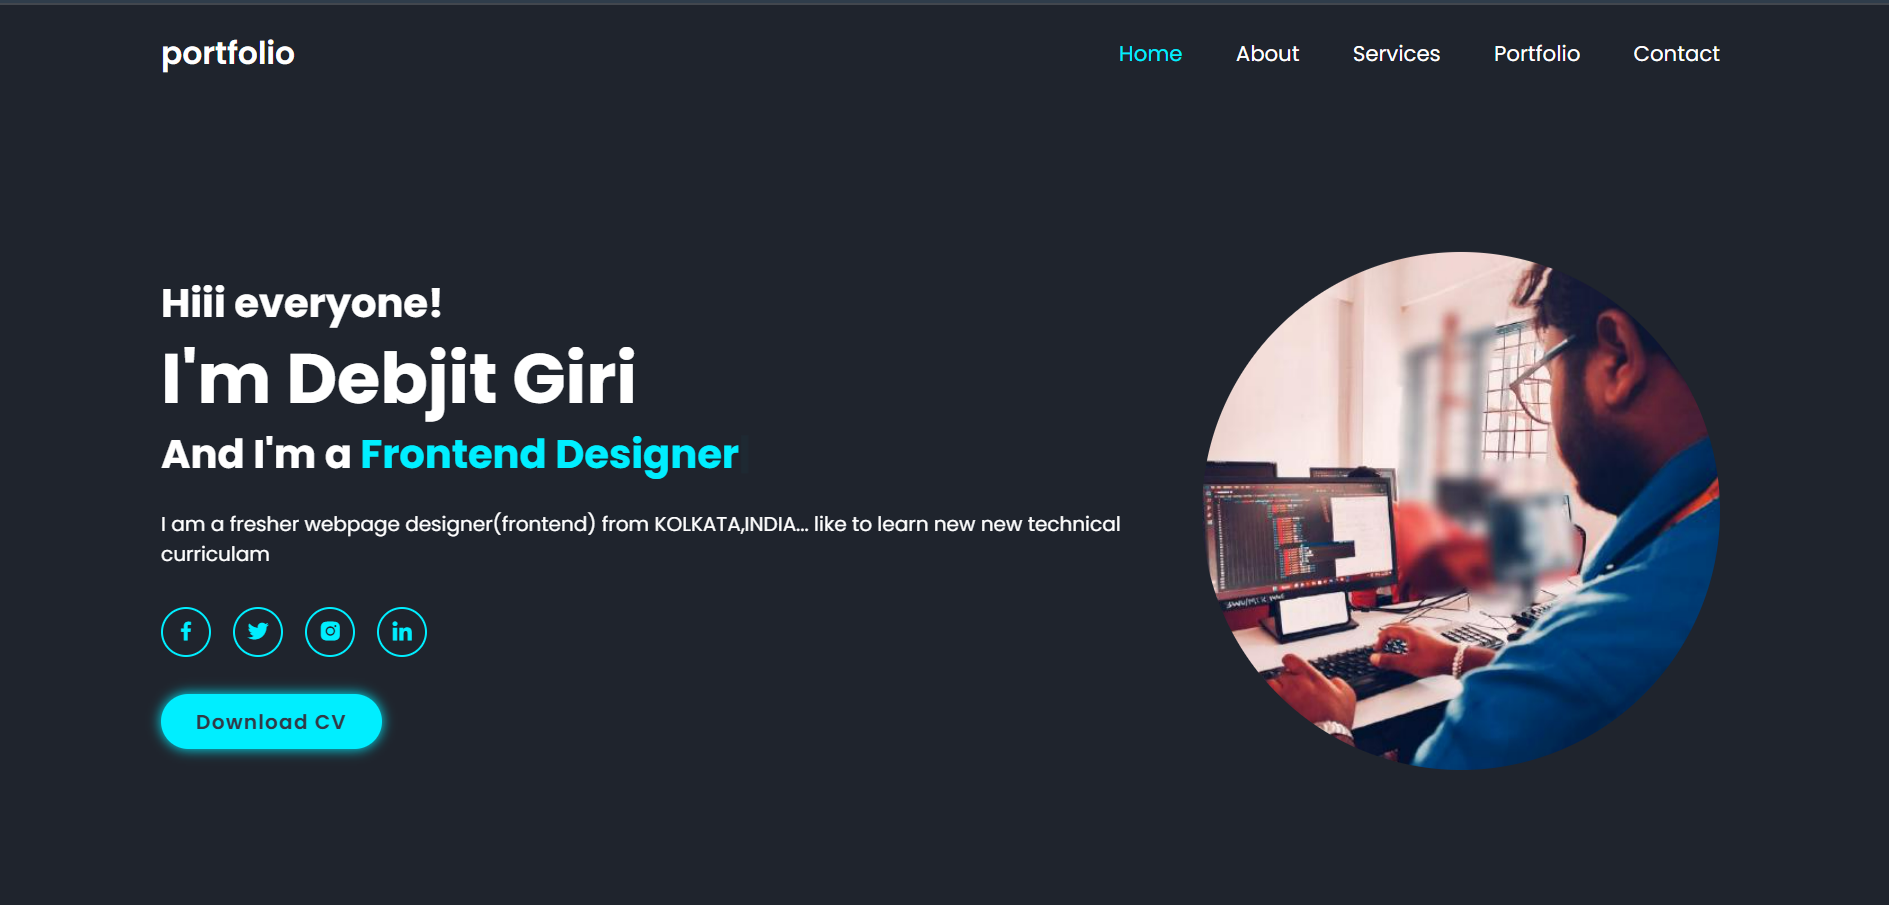 portfolio
Home About Services Portfolio Contact
Hiii everyone!
I'm Debjit Giri
And I'm a Frontend Designer
I am a fresher webpage designer(frontend) from KOLKATA,INDIA... like to learn new new technical
curriculam
Download CV